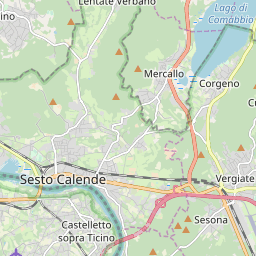 Lentate Verbano
Lago di
Comabbio
Mercallo
Corgeno
Sesto Calende
Vergiate
Castelletto
sopra Ticino
Sesona